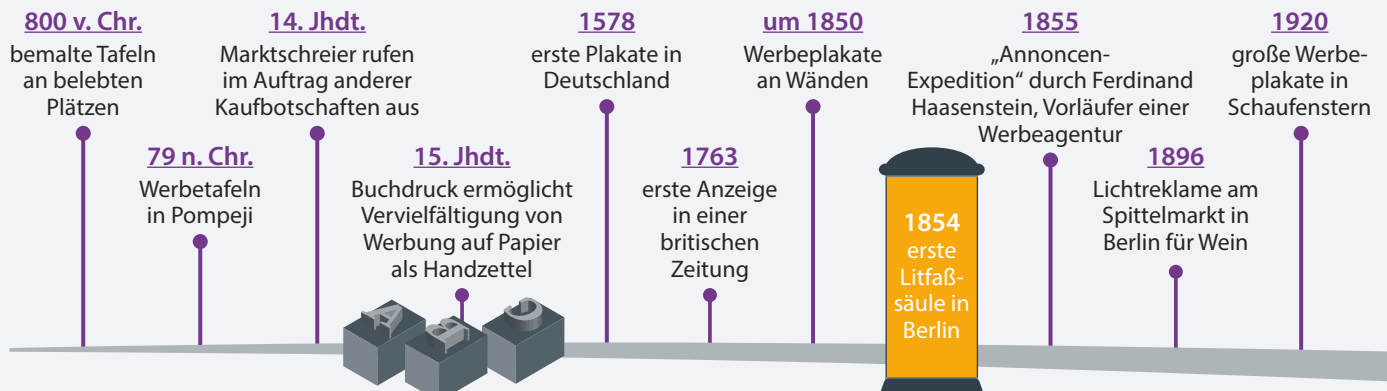 800 v. Chr.
bemalte Tafeln
an belebten
Plätzen
79 n. Chr.
Werbetafeln
in Pompeji
14. Jhdt.
Marktschreier rufen
im Auftrag anderer
Kaufbotschaften aus
15. Jhdt.
Buchdruck ermöglicht
Vervielfältigung von
Werbung auf Papier
als Handzettel
A
B
C
1578
erste Plakate in
Deutschland
1763
erste Anzeige
in einer
britischen
Zeitung
um 1850
Werbeplakate
an Wänden
1854
erste
Litfaß-
säule in
Berlin
1855
„Annoncen-
Expedition“ durch Ferdinand
Haasenstein, Vorläufer einer
Werbeagentur
1896
Lichtreklame am
Spittelmarkt in
Berlin für Wein
1920
große Werbe-
plakate in
Schaufenstern